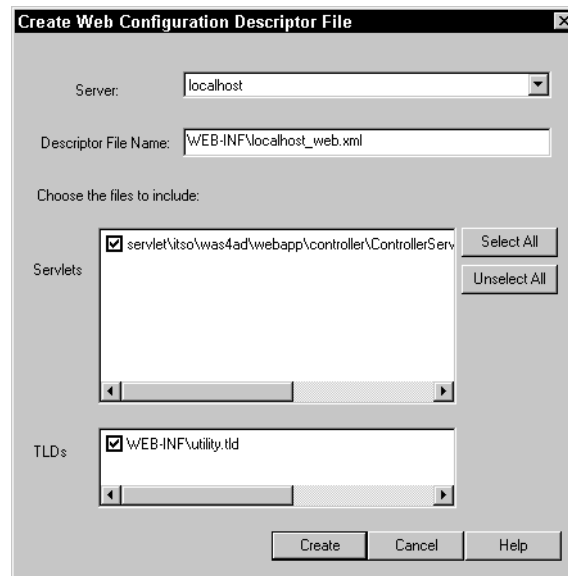 Create Web Configuration Descriptor File
Server:
localhost
Descriptor File Name:
WEB-INF\localhost_web.xml
Choose the files to include:
Servlets
servlet\itso\was4ad\webapp\controller\ControllerServ
Select All
Unselect All
TLDs
WEB-INF\utility.tld
Create
Cancel
Help